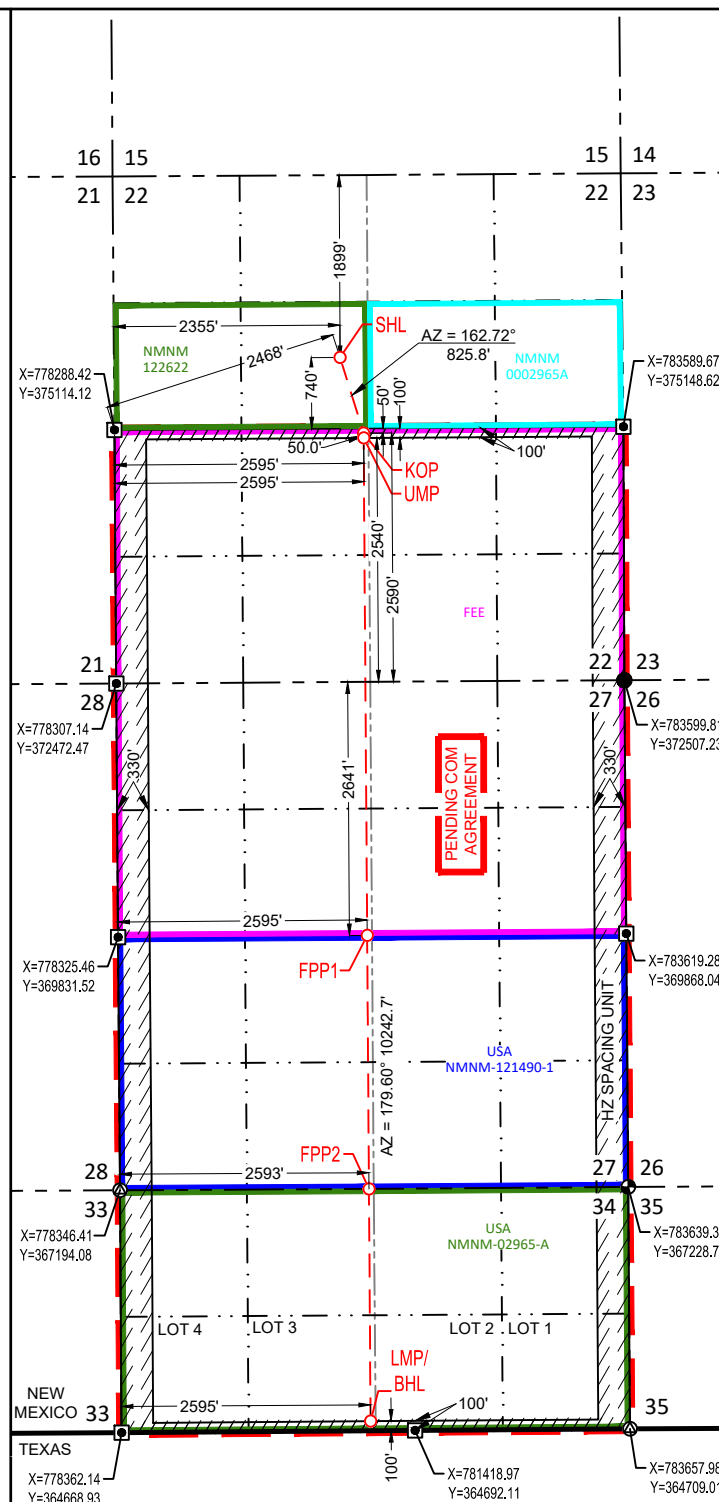 16 15
21 22
15 14
22 23
1899'
2355'
SHL
2468'
AZ = 162.72°
825.8'
NMNM
122622
NMNM
0002965A
740'
50'
100'
X=778288.42
Y=375114.12
X=783589.67
Y=375148.62
50.0'
100'
KOP
2595'
2595'
UMP
2540'
2590'
FEE
21
28
22 23
27 26
X=778307.14
Y=372472.47
X=783599.81
Y=372507.23
330'
330'
2641'
PENDING COM
AGREEMENT
2595'
FPP1
X=778325.46
Y=369831.52
X=783619.28
Y=369868.04
HZ SPACING UNIT
USA
NMNM-121490-1
AZ = 179.60° 10242.7'
FPP2
2593'
28
33
27 26
34 35
X=778346.41
Y=367194.08
X=783639.3
Y=367228.7
USA
NMNM-02965-A
LOT 4
LOT 3
LOT 2
LOT 1
LMP/
BHL
2595'
100'
100'
NEW
MEXICO
33
35
TEXAS
X=778362.14
Y=364668.93
X=781418.97
Y=364692.11
X=783657.98
Y=364709.01